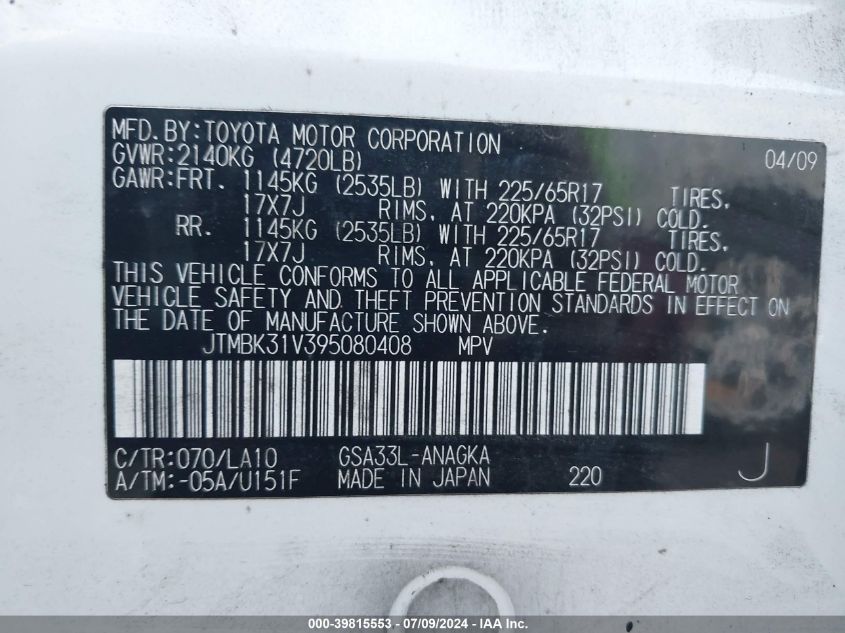 MFD.BY:TOYOTA MOTOR CORPORATION 04/09
GVWR:2140KG (4720LB)
GAWR:FRT. 1145KG (2535LB) WITH 225/65R17 TIRES,
17X7J RIMS, AT 220KPA (32PSI) COLD.
RR. 1145KG (2535LB) WITH 225/65R17 TIRES,
17X7J RIMS, AT 220KPA (32PSI) COLD.
THIS VEHICLE CONFORMS TO ALL APPLICABLE FEDERAL MOTOR
VEHICLE SAFETY AND THEFT PREVENTION STANDARDS IN EFFECT ON
THE DATE OF MANUFACTURE SHOWN ABOVE.
JTMBK31V395080408 MPV
C/TR:070/LA10 GSA33L-ANAGKA
A/TM:-05A/U151F MADE IN JAPAN 220 J
000-39815553 - 07/09/2024 - IAA Inc.